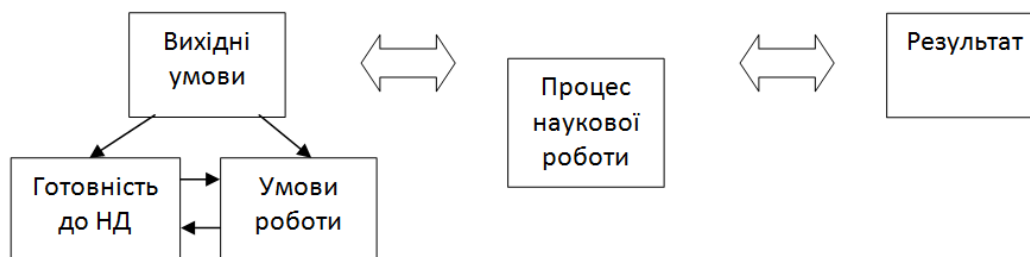 Вихідні
умови
Процес
наукової
роботи
Результат
Готовність
до НД
Умови
роботи